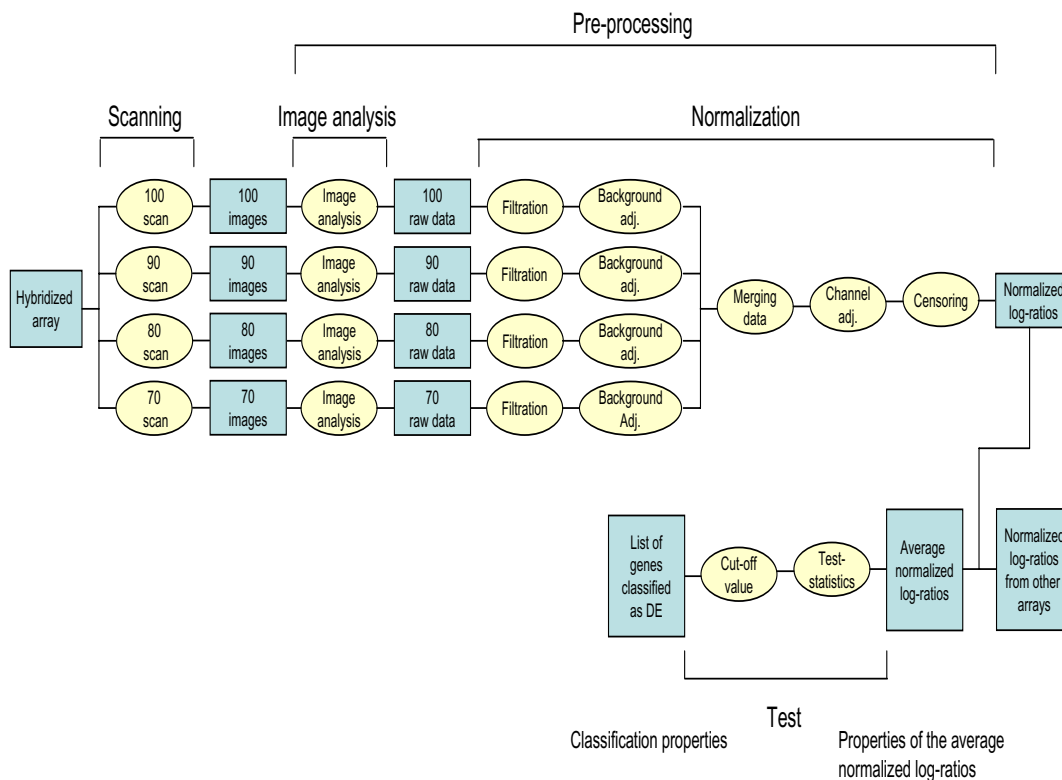 Pre-processing
Scanning
Image analysis
Normalization
Hybridized
array
100
scan
100
images
Image
analysis
100
raw data
Filtration
Background
adj.
90
scan
90
images
Image
analysis
90
raw data
Filtration
Background
adj.
80
scan
80
images
Image
analysis
80
raw data
Filtration
Background
adj.
70
scan
70
images
Image
analysis
70
raw data
Filtration
Background
Adj.
Merging
data
Channel
adj.
Censoring
Normalized
log-ratios
List of
genes
classified
as DE
Cut-off
value
Test-
statistics
Average
normalized
log-ratios
Normalized
log-ratios
from other
arrays
Test
Classification properties
Properties of the average
normalized log-ratios